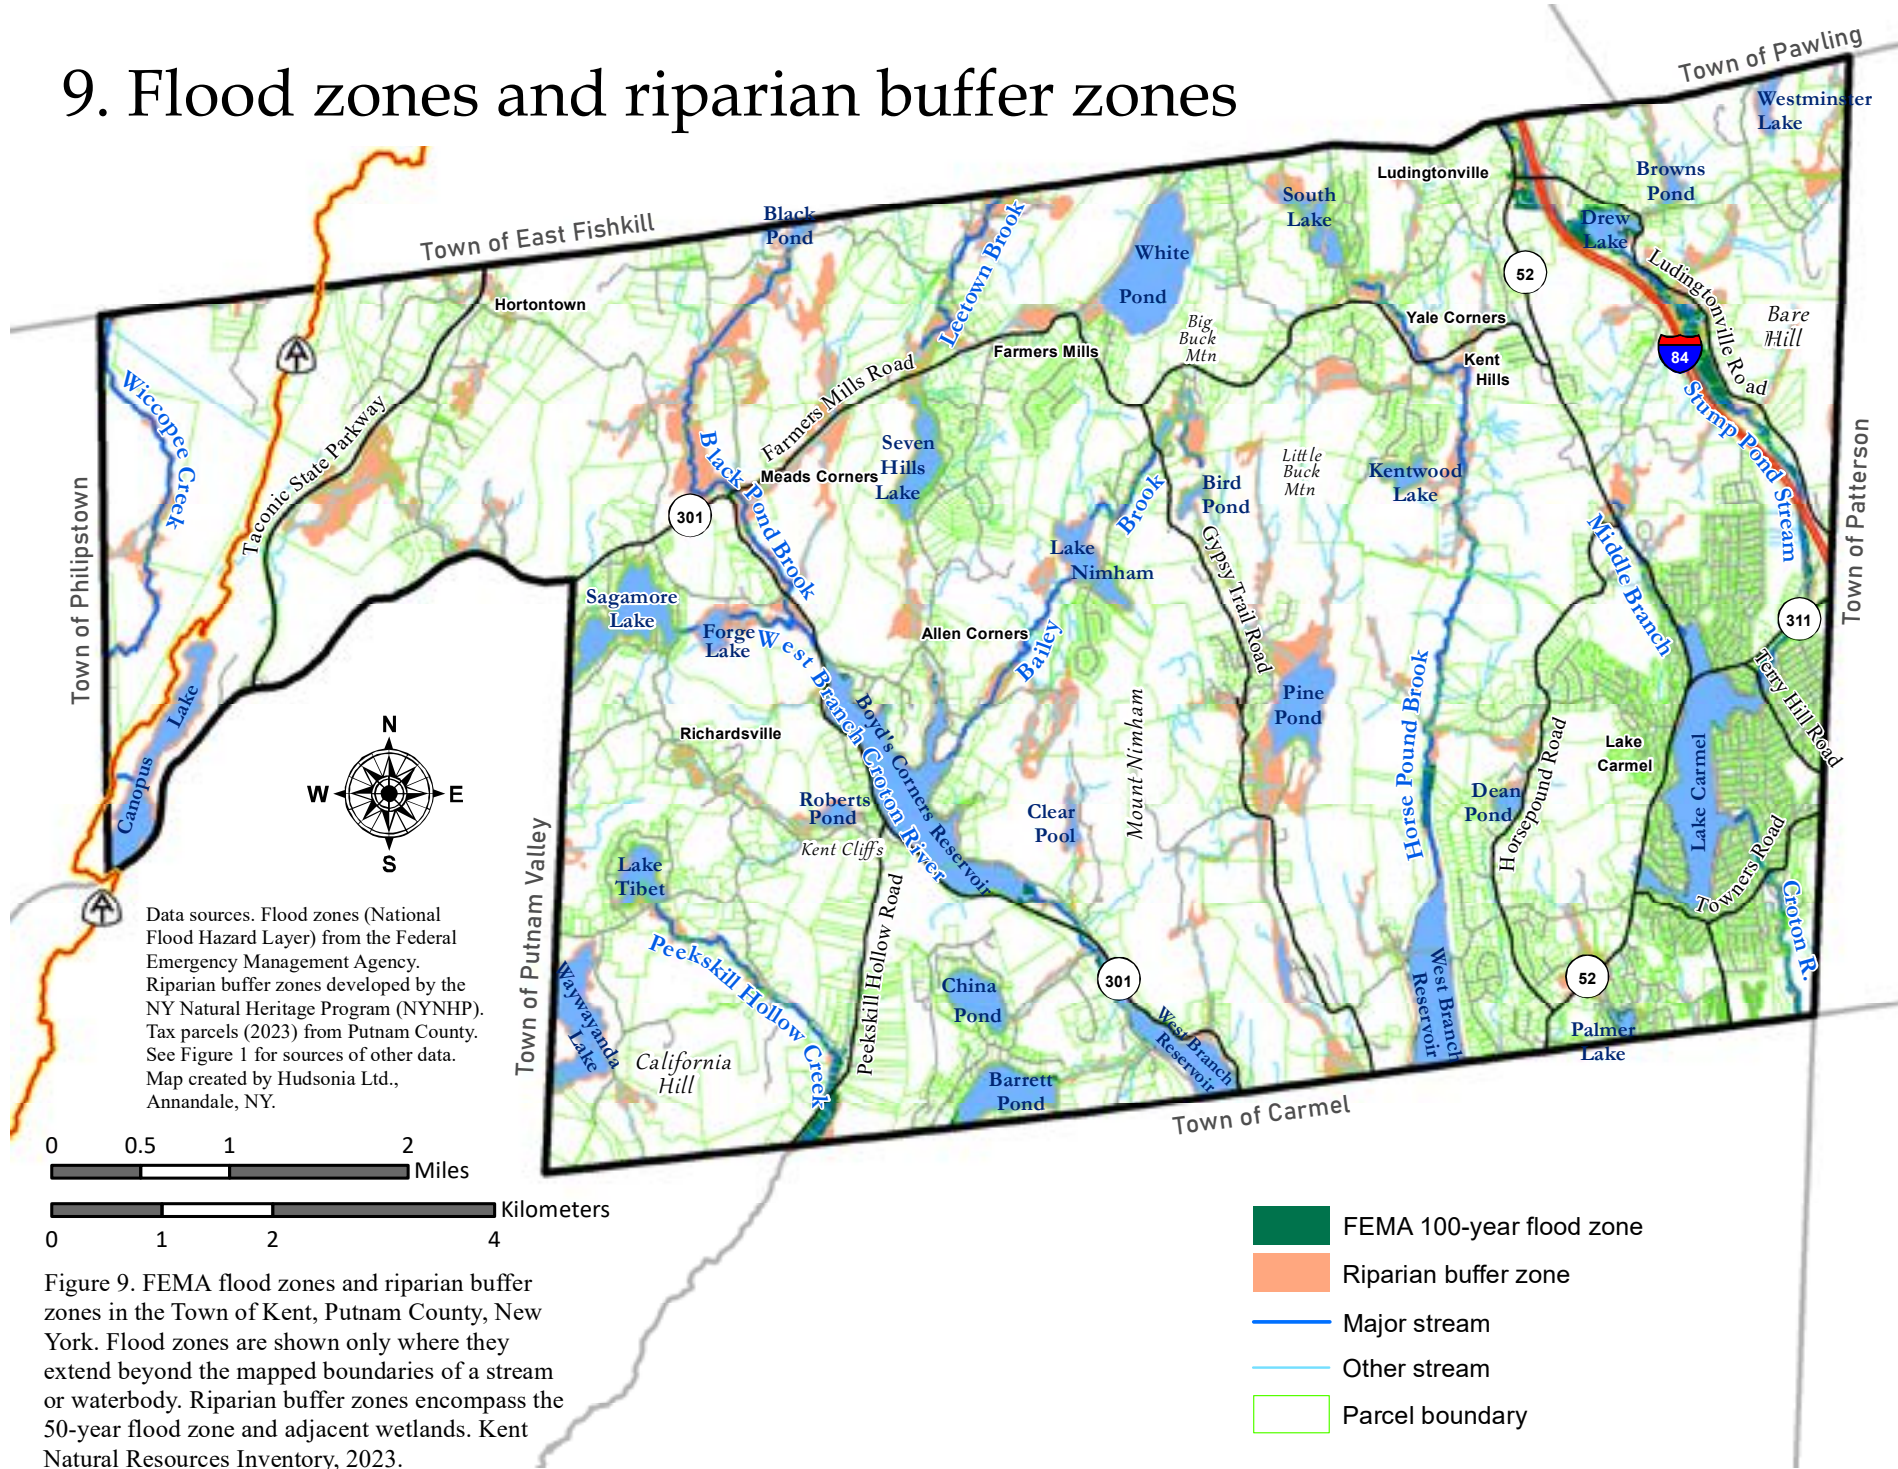 9. Flood zones and riparian buffer zones
Town of Pawling
Westminster
Lake
Ludingtonville
Browns
Pond
South
Lake
Drew
Lake
Black
Pond
Town of East Fishkill
Leetown Brook
White
Pond
52
Ludingtonville Road
Hortontown
Bare
Hill
Yale Corners
Big
Buck
Mtn
Farmers Mills
Kent
Hills
84
Farmers Mills Road
Wiccopee Creek
Taconic State Parkway
Stump Pond Stream
Seven
Hills
Lake
Black Pond Brook
Meads Corners
Little
Buck
Mtn
Kentwood
Lake
Bird
Pond
Brook
301
Town of Philipstown
Town of Patterson
Middle Branch
Lake
Nimham
Gypsy Trail Road
Sagamore
Lake
Forge
Lake
West Branch Croton River
Allen Corners
Bailey
311
Terry Hill Road
Canopus Lake
Pine
Pond
Horse Pound Brook
Boyd's Corners Reservoir
Mount Nimham
Richardsville
N
W
E
S
Lake
Carmel
Horsepound Road
Lake Carmel
Roberts
Pond
Clear
Pool
Dean
Pond
Kent Cliffs
Towners Road
Lake
Tibet
Town of Putnam Valley
Peekskill Hollow Road
Croton R.
Peekskill Hollow Creek
Waywayanda
Lake
China
Pond
301
West Branch
Reservoir
West Branch
Reservoir
52
Palmer
Lake
California
Hill
Barrett
Pond
Town of Carmel
Data sources. Flood zones (National
Flood Hazard Layer) from the Federal
Emergency Management Agency.
Riparian buffer zones developed by the
NY Natural Heritage Program (NYNHP).
Tax parcels (2023) from Putnam County.
See Figure 1 for sources of other data.
Map created by Hudsonia Ltd.,
Annandale, NY.
0 0.5 1 2
Miles
Kilometers
0 1 2 4
Figure 9. FEMA flood zones and riparian buffer
zones in the Town of Kent, Putnam County, New
York. Flood zones are shown only where they
extend beyond the mapped boundaries of a stream
or waterbody. Riparian buffer zones encompass the
50-year flood zone and adjacent wetlands. Kent
Natural Resources Inventory, 2023.
FEMA 100-year flood zone
Riparian buffer zone
Major stream
Other stream
Parcel boundary